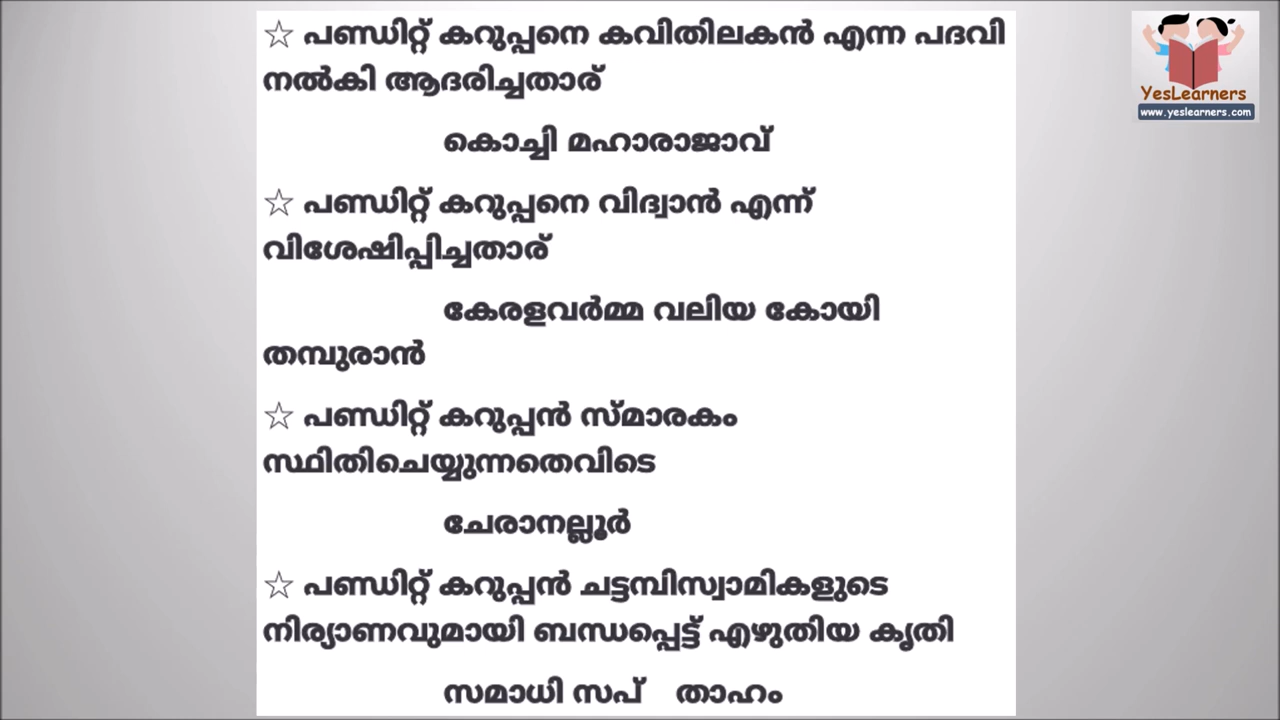 ☆ പണ്ഡിറ്റ് കറുപ്പനെ കവിതിലകൻ എന്ന പദവി
നൽകി ആദരിച്ചതാര്
കൊച്ചി മഹാരാജാവ്
☆ പണ്ഡിറ്റ് കറുപ്പനെ വിദ്വാൻ എന്ന്
വിശേഷിപ്പിച്ചതാര്
കേരളവർമ്മ വലിയ കോയി
തമ്പുരാൻ
☆ പണ്ഡിറ്റ് കറുപ്പൻ സ്മാരകം
സ്ഥിതിചെയ്യുന്നതെവിടെ
ചേരാനല്ലൂർ
☆ പണ്ഡിറ്റ് കറുപ്പൻ ചട്ടമ്പിസ്വാമികളുടെ
നിര്യാണവുമായി ബന്ധപ്പെട്ട് എഴുതിയ കൃതി
സമാധി സപ് താഹം
YesLearners
www.yeslearners.com